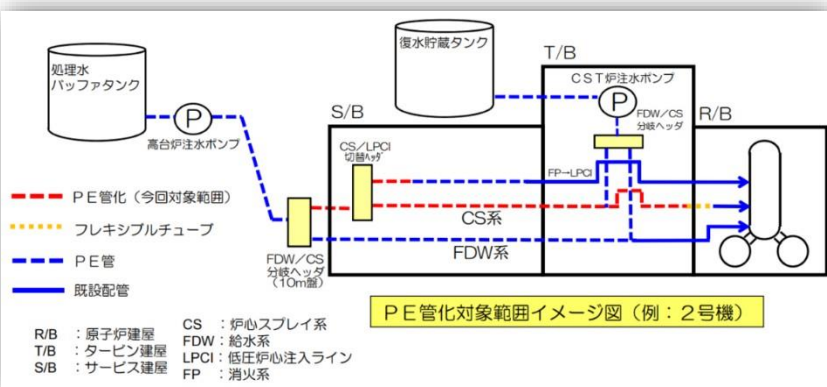 処理水
バッファタンク
P
高台炉注水ポンプ
復水貯蔵タンク
T/B
CST炉注水ポンプ
P
FDW/CS
分岐ヘッダ
R/B
S/B
CS/LPCI
切替ヘッダ
FP→LPCI
CS系
FDW系
FDW/CS
分岐ヘッダ
(10m盤)
PE管化(今回対象範囲)
フレキシブルチューブ
PE管
既設配管
PE管化対象範囲イメージ図(例:2号機)
R/B :原子炉建屋
T/B :タービン建屋
S/B :サービス建屋
CS :炉心スプレイ系
FDW:給水系
LPCI:低圧炉心注入ライン
FP :消火系